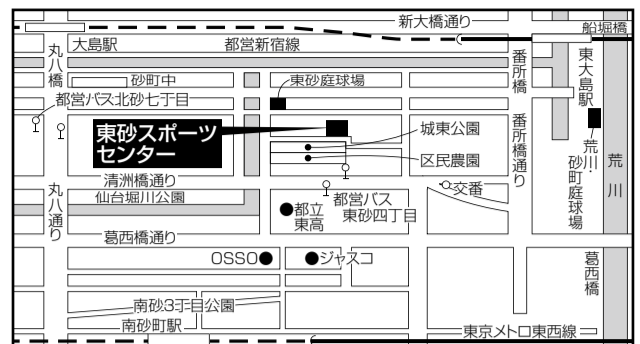 新大橋通り
船堀橋
大島駅
都営新宿線
丸八橋
番所橋
東大島駅
砂町中
東砂庭球場
都営バス北砂七丁目
東砂スポーツ
センター
城東公園
区民農園
番所橋通り
荒川・
砂町庭球場
荒川
清洲橋通り
仙台堀川公園
丸八通り
都営バス
東砂四丁目
交番
都立
東高
葛西橋通り
OSSO
ジャスコ
葛西橋
南砂3丁目公園
南砂町駅
東京メトロ東西線